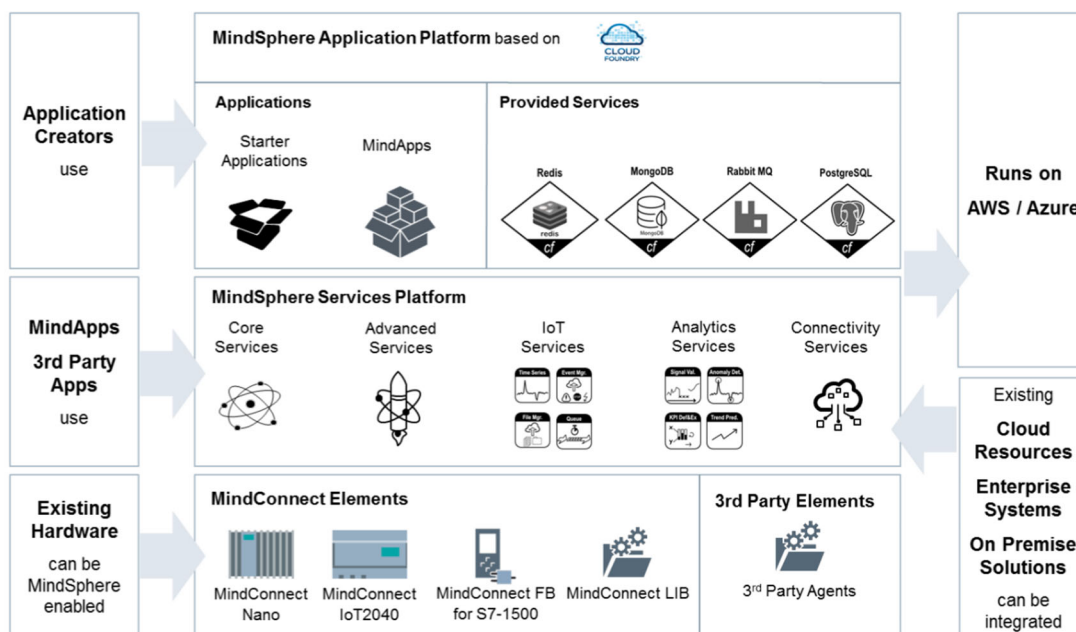 MindSphere Application Platform based on
CLOUD
FOUNDRY
Application
Creators
use
Applications
Starter
Applications
MindApps
Provided Services
Redis
MongoDB
Rabbit MQ
PostgreSQL
redis
MongoDB
cf
cf
cf
cf
Runs on
AWS / Azure
MindApps
3rd Party
Apps
use
MindSphere Services Platform
Core
Services
Advanced
Services
IoT
Services
Time Series
Event Mgr.
File Mgr.
Queue
Analytics
Services
Signal Val.
Anomaly Det.
KPI Def&Ex
Trend Pred.
x
y
Connectivity
Services
Existing
Cloud
Resources
Enterprise
Systems
On Premise
Solutions
can be
integrated
Existing
Hardware
can be
MindSphere
enabled
MindConnect Elements
MindConnect
Nano
MindConnect
IoT2040
MindConnect FB
for S7-1500
MindConnect LIB
3rd Party Elements
3rd Party Agents